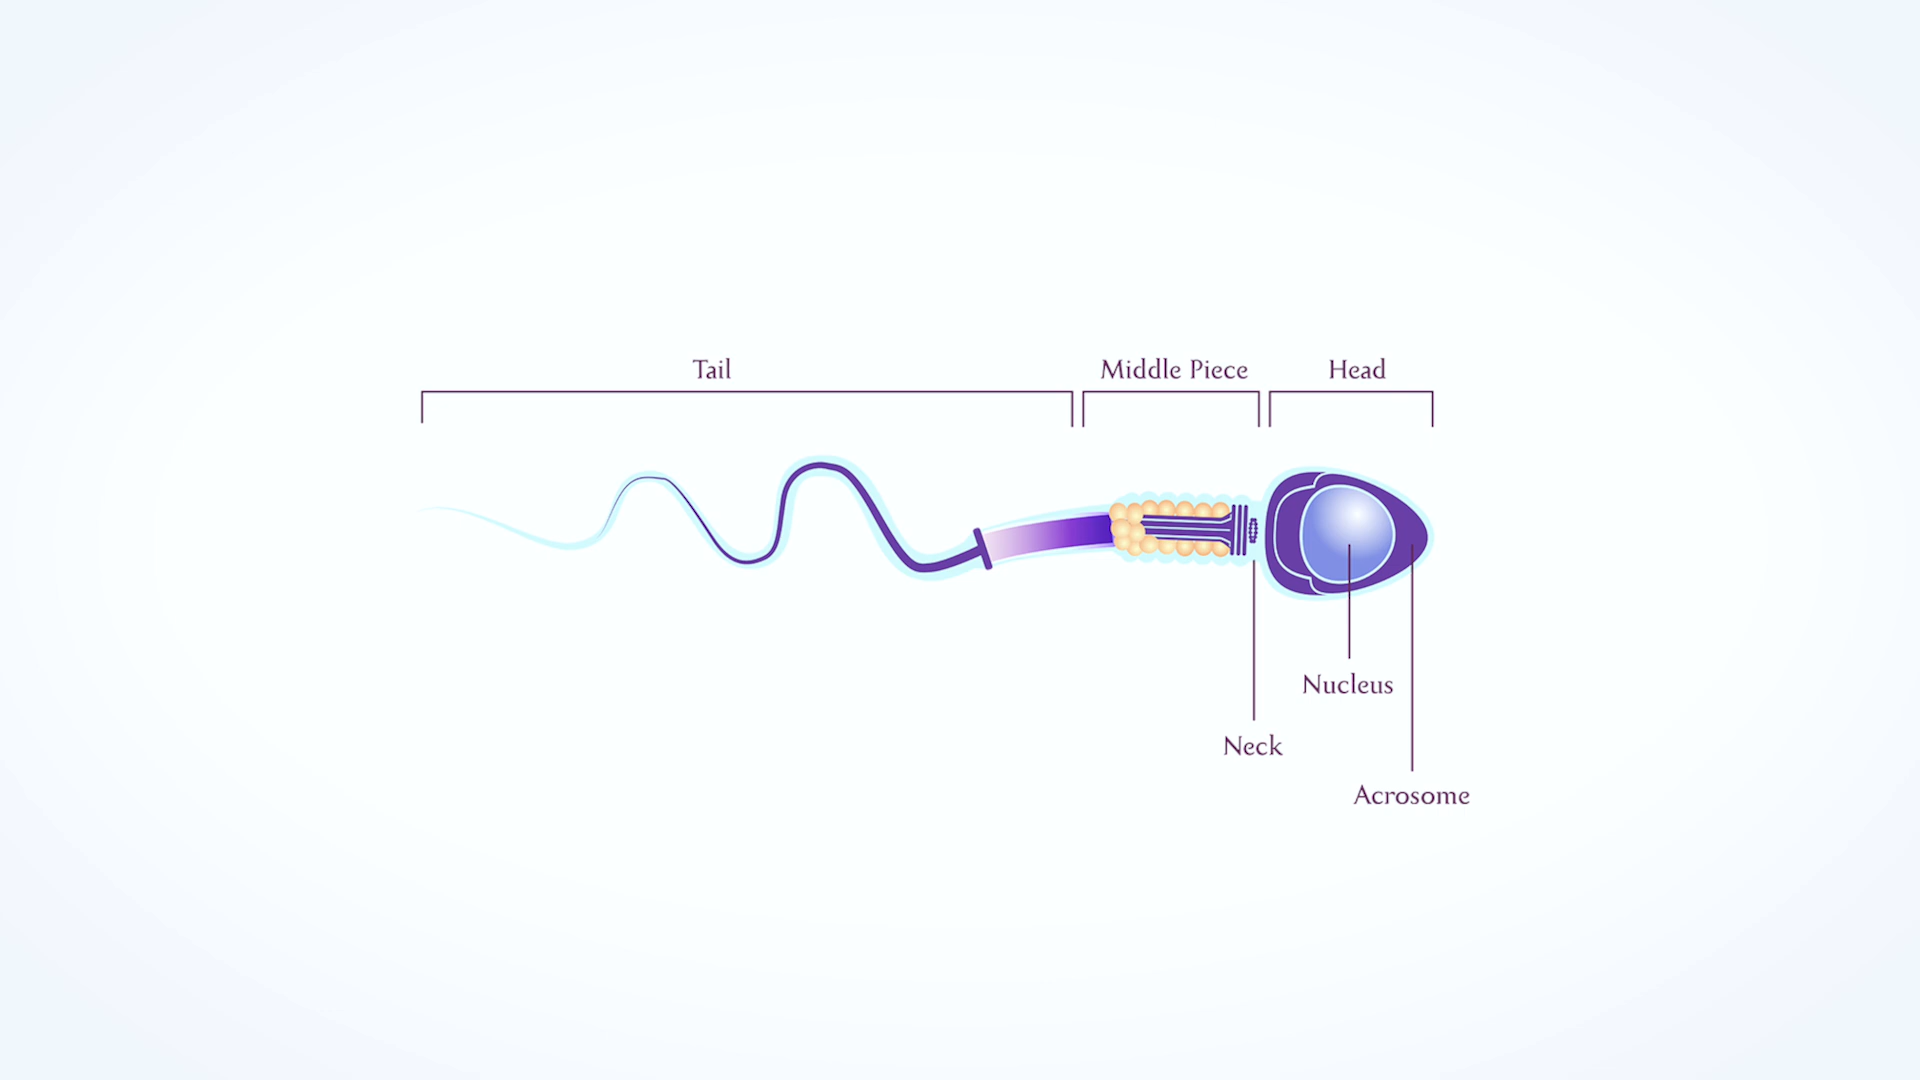 Tail
Middle Piece
Head
Nucleus
Neck
Acrosome